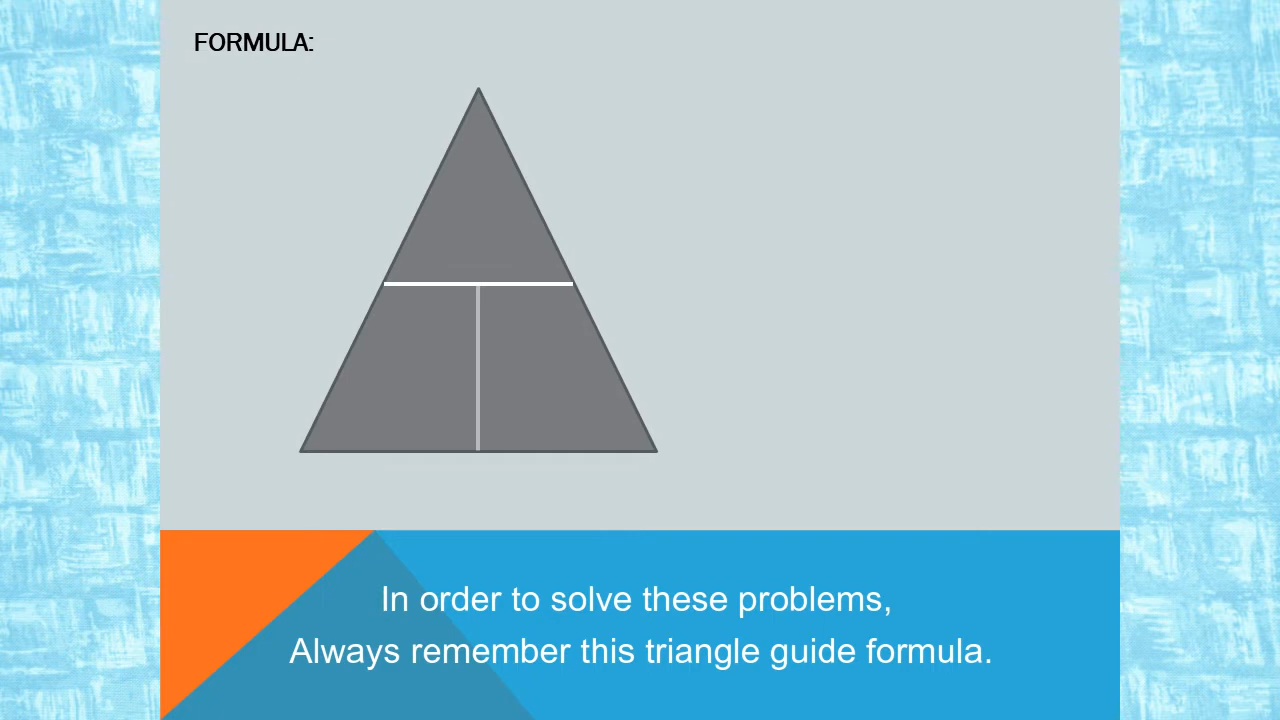 FORMULA:
In order to solve these problems,
Always remember this triangle guide formula.